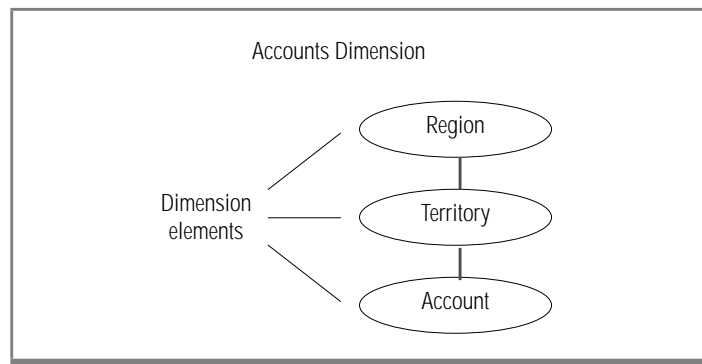 Accounts Dimension
Region
Dimension
elements
Territory
Account